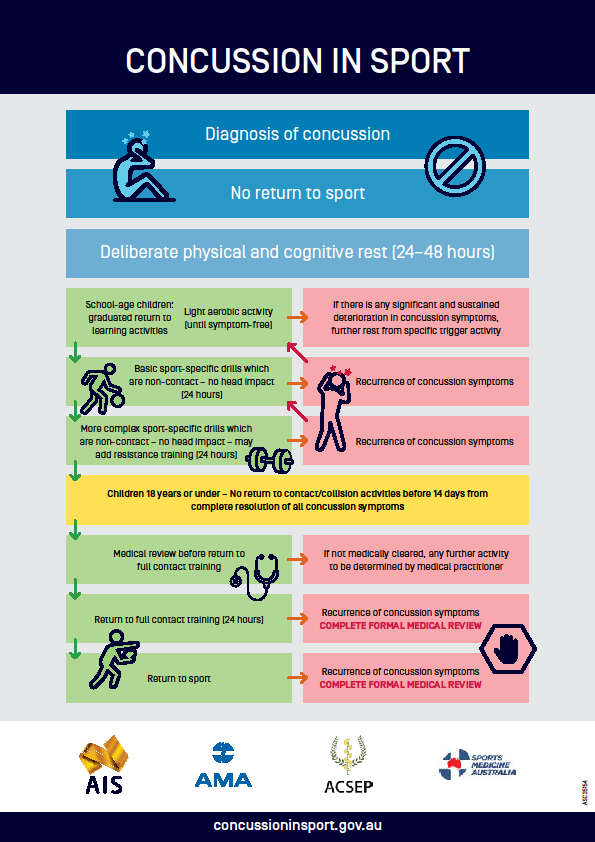 CONCUSSION IN SPORT
Diagnosis of concussion
No return to sport
Deliberate physical and cognitive rest (24–48 hours)
School-age children:
graduated return to
learning activities
Light aerobic activity
(until symptom-free)
If there is any significant and sustained
deterioration in concussion symptoms,
further rest from specific trigger activity
Basic sport-specific drills which
are non-contact – no head impact
(24 hours)
Recurrence of concussion symptoms
More complex sport-specific drills which
are non-contact – no head impact – may
add resistance training (24 hours)
Recurrence of concussion symptoms
Children 18 years or under – No return to contact/collision activities before 14 days from
complete resolution of all concussion symptoms
Medical review before return to
full contact training
If not medically cleared, any further activity
to be determined by medical practitioner
Return to full contact training (24 hours)
Recurrence of concussion symptoms
COMPLETE FORMAL MEDICAL REVIEW
Return to sport
Recurrence of concussion symptoms
COMPLETE FORMAL MEDICAL REVIEW
AIS
AMA
ACSEP
SPORTS
MEDICINE
AUSTRALIA
concussioninsport.gov.au